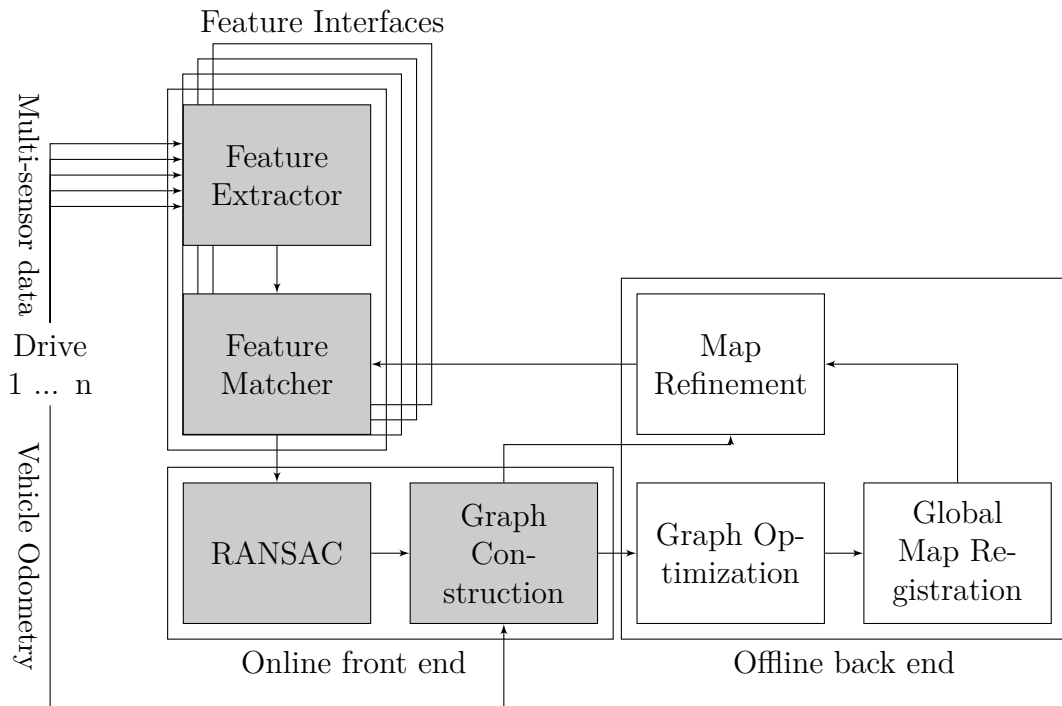 Feature Interfaces
Multi-sensor data
Feature
Extractor
Drive
1 ... n
Feature
Matcher
Map
Refinement
Vehicle Odometry
RANSAC
Graph
Con-
struction
Graph Op-
timization
Global
Map Re-
gistration
Online front end
Offline back end